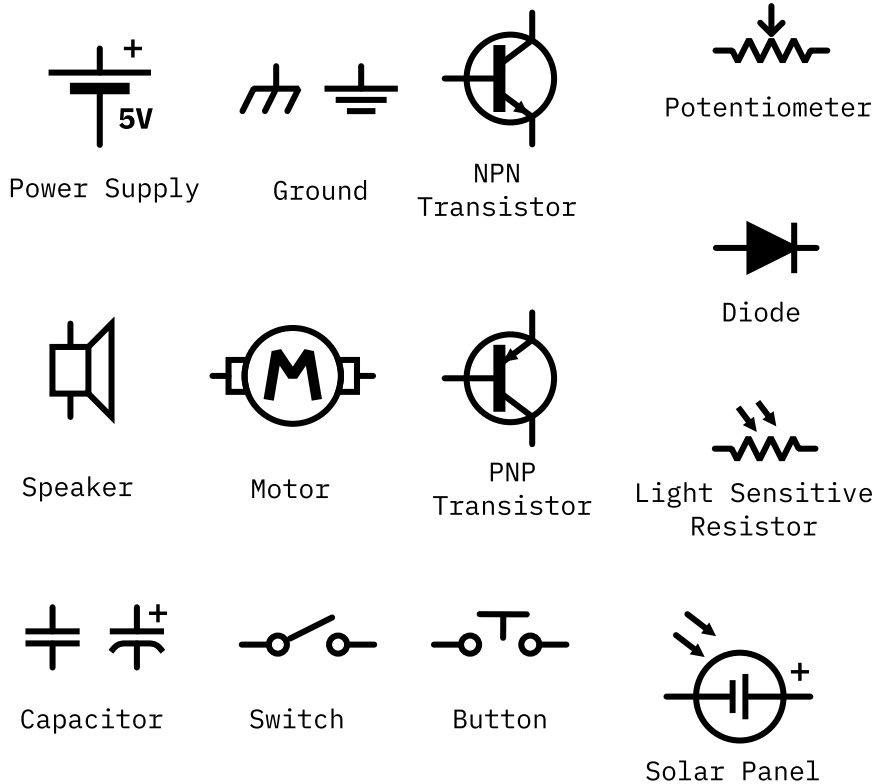 +
5V
Power Supply
Ground
NPN
Transistor
Potentiometer
Diode
Speaker
M
Motor
PNP
Transistor
Light Sensitive
Resistor
+
Capacitor
Switch
Button
+
Solar Panel